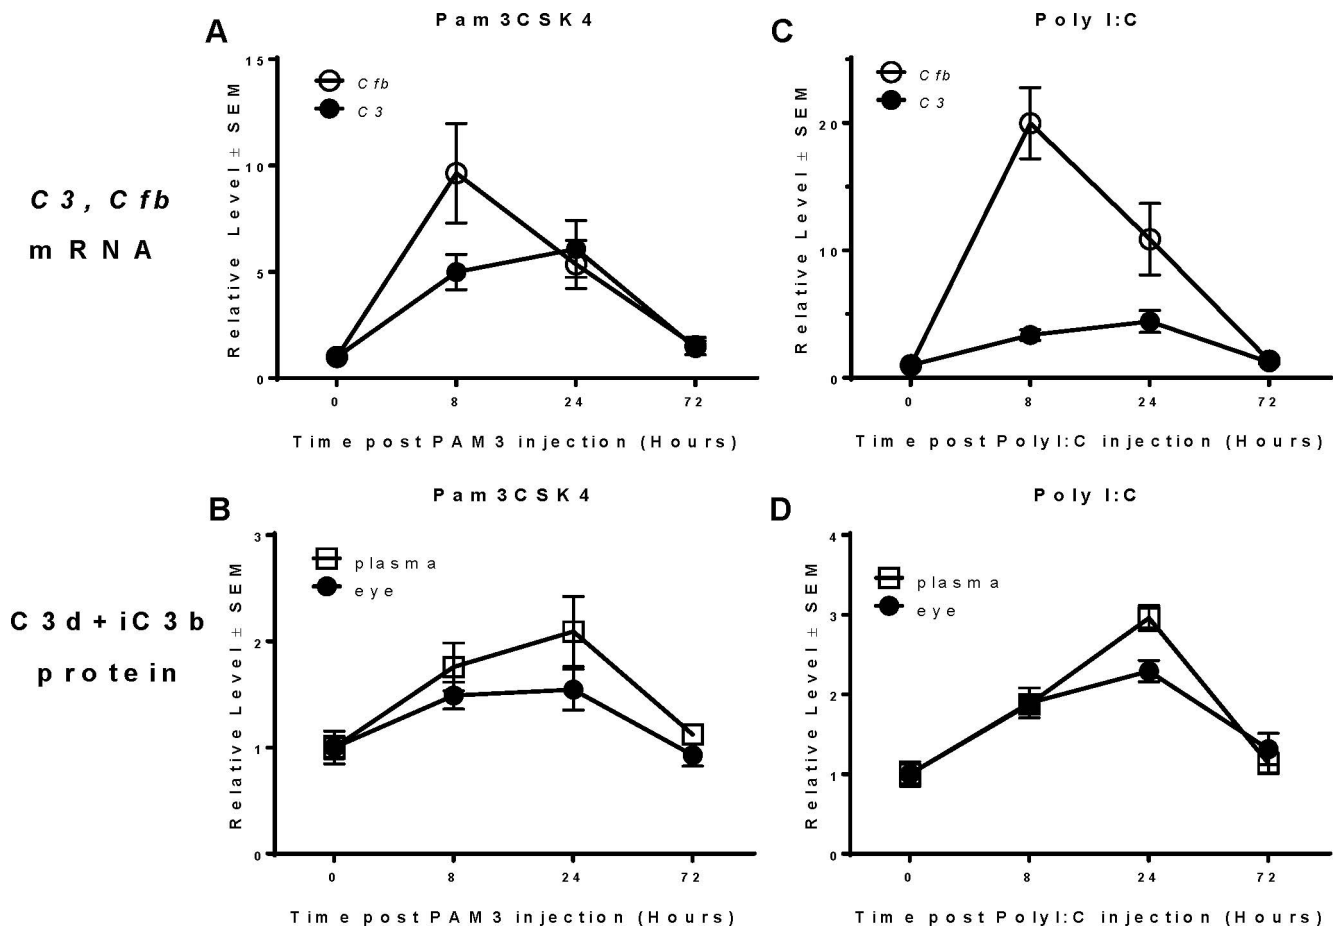 A
Pam3CSK4
15
10
5
0
Relative Level ± SEM
Cfb
C3
0 8 24 72
Time post PAM3 injection (Hours)
C
Poly I:C
20
10
0
Relative Level ± SEM
Cfb
C3
0 8 24 72
Time post PolyI:C injection (Hours)
C3, Cfb
mRNA
B
Pam3CSK4
3
2
1
0
Relative Level ± SEM
plasma
eye
0 8 24 72
Time post PAM3 injection (Hours)
D
Poly I:C
4
3
2
1
0
Relative Level ± SEM
plasma
eye
0 8 24 72
Time post PolyI:C injection (Hours)
C3d+iC3b
protein